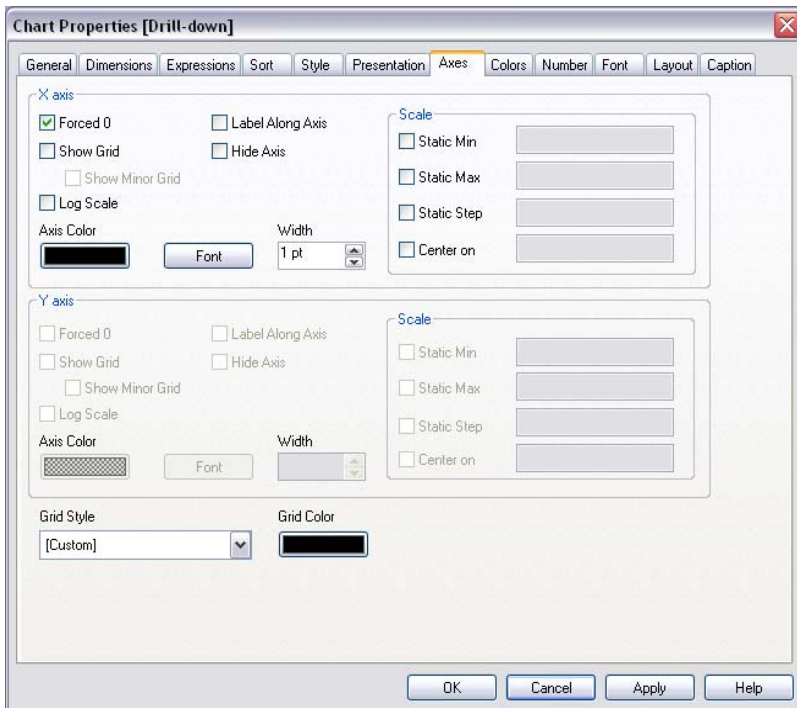 Chart Properties [Drill-down]
General Dimensions Expressions Sort Style Presentation Axes Colors Number Font Layout Caption
X axis
Forced 0
Label Along Axis
Show Grid
Hide Axis
Show Minor Grid
Log Scale
Axis Color
Font
Width
1 pt
Scale
Static Min
Static Max
Static Step
Center on
Y axis
Forced 0
Label Along Axis
Show Grid
Hide Axis
Show Minor Grid
Log Scale
Axis Color
Font
Width
Scale
Static Min
Static Max
Static Step
Center on
Grid Style
[Custom]
Grid Color
OK Cancel Apply Help